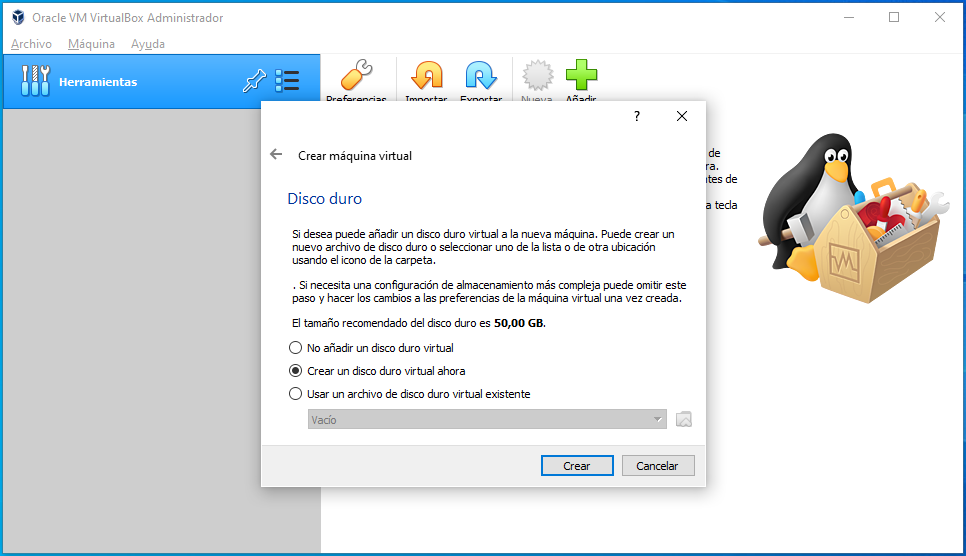 Oracle VM VirtualBox Administrador
Archivo Máquina Ayuda
Herramientas
Preferencias Importar Exportar Nueva Añadir
de
ra.
ntes de
a tecla
?
Crear máquina virtual
Disco duro
Si desea puede añadir un disco duro virtual a la nueva máquina. Puede crear un
nuevo archivo de disco duro o seleccionar uno de la lista o de otra ubicación
usando el icono de la carpeta.
. Si necesita una configuración de almacenamiento más compleja puede omitir este
paso y hacer los cambios a las preferencias de la máquina virtual una vez creada.
El tamaño recomendado del disco duro es 50,00 GB.
No añadir un disco duro virtual
Crear un disco duro virtual ahora
Usar un archivo de disco duro virtual existente
Vacío
Crear Cancelar